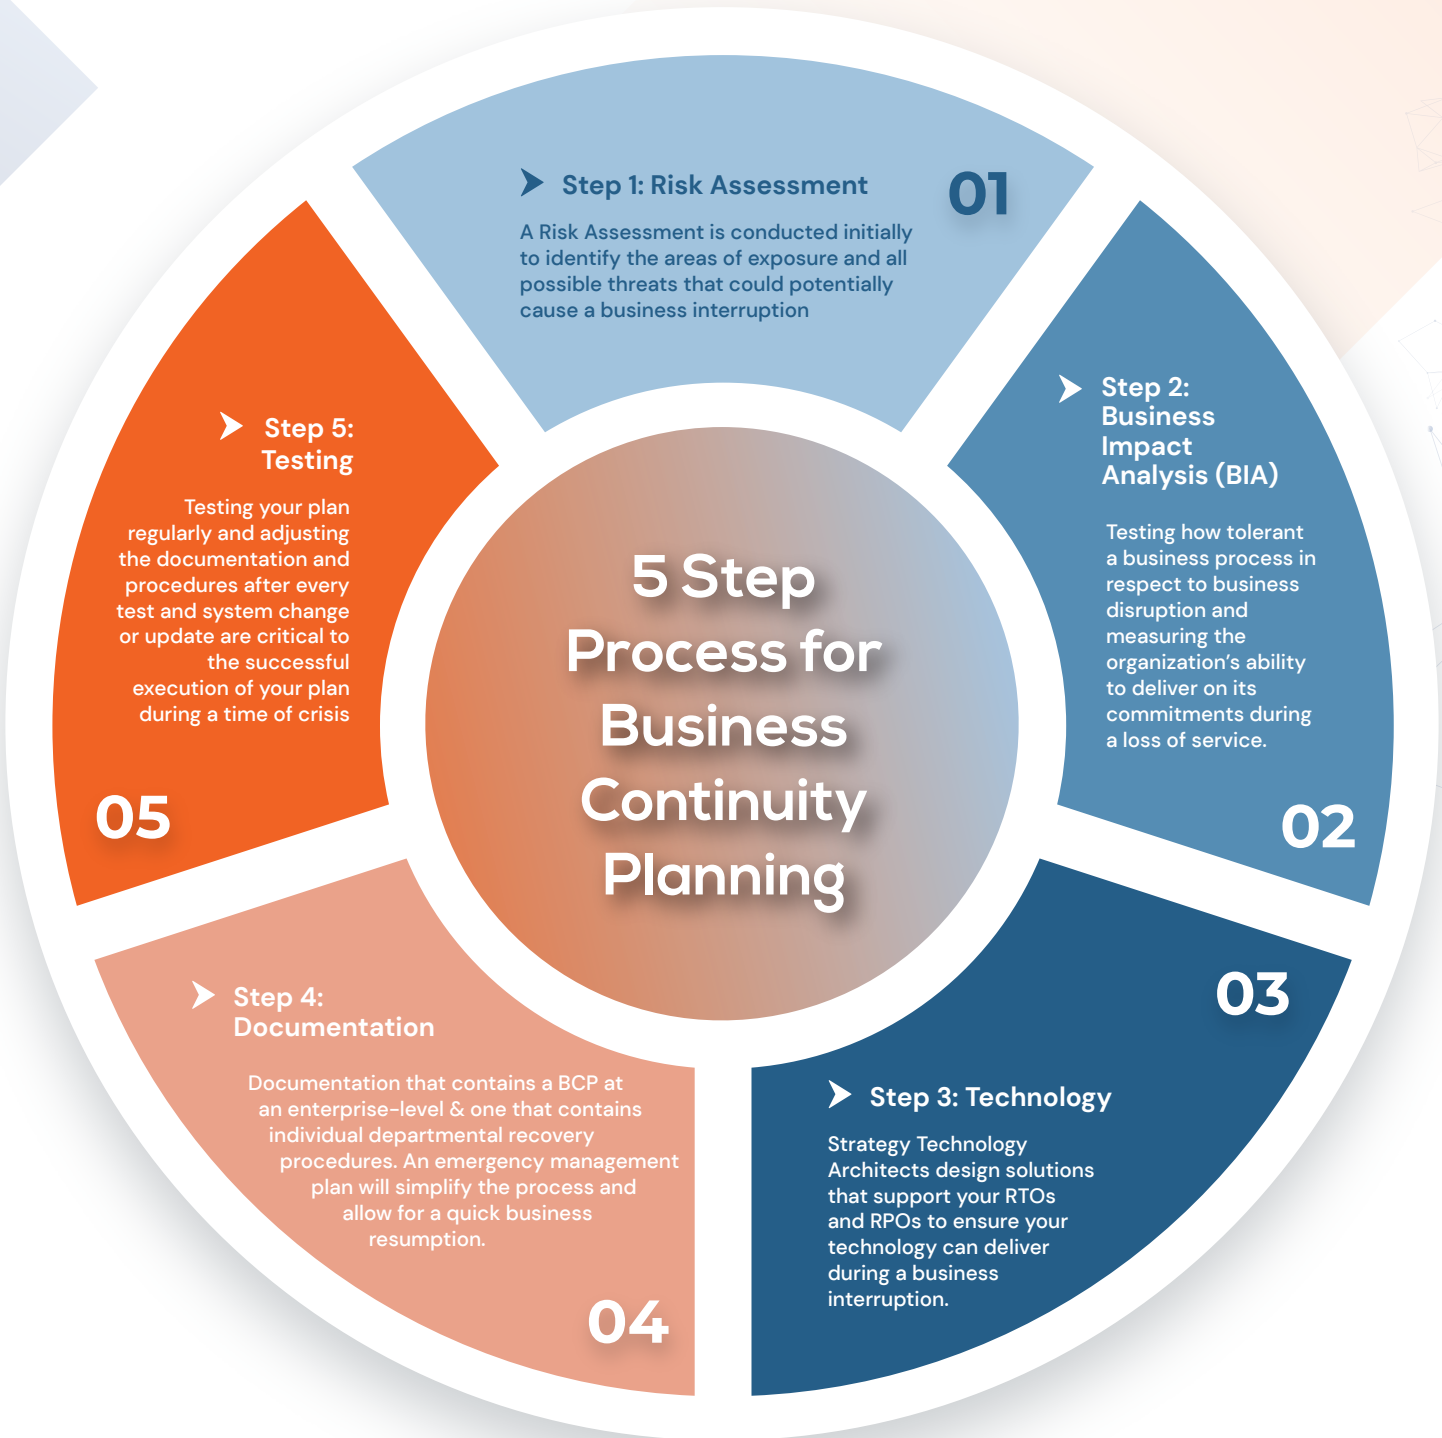 5 Step
Process for
Business
Continuity
Planning
Step 1: Risk Assessment
01
A Risk Assessment is conducted initially
to identify the areas of exposure and all
possible threats that could potentially
cause a business interruption
Step 2:
Business
Impact
Analysis (BIA)
Testing how tolerant
a business process in
respect to business
disruption and
measuring the
organization’s ability
to deliver on its
commitments during
a loss of service.
02
03
Step 3: Technology
Strategy Technology
Architects design solutions
that support your RTOs
and RPOs to ensure your
technology can deliver
during a business
interruption.
Step 4:
Documentation
Documentation that contains a BCP at
an enterprise-level & one that contains
individual departmental recovery
procedures. An emergency management
plan will simplify the process and
allow for a quick business
resumption.
04
Step 5:
Testing
Testing your plan
regularly and adjusting
the documentation and
procedures after every
test and system change
or update are critical to
the successful
execution of your plan
during a time of crisis
05